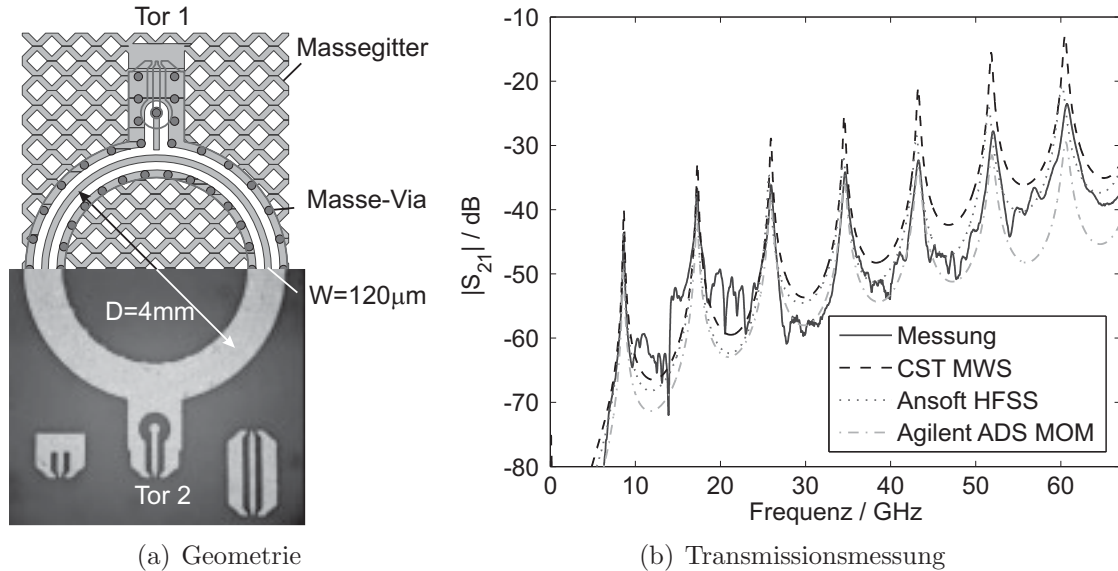 Tor 1
Massegitter
Masse-Via
W=120μm
D=4mm
Tor 2
(a) Geometrie
-10
-20
-30
-40
-50
-60
-70
-80
|S21| / dB
0
10
20
30
40
50
60
Frequenz / GHz
Messung
CST MWS
Ansoft HFSS
Agilent ADS MOM
(b) Transmissionsmessung